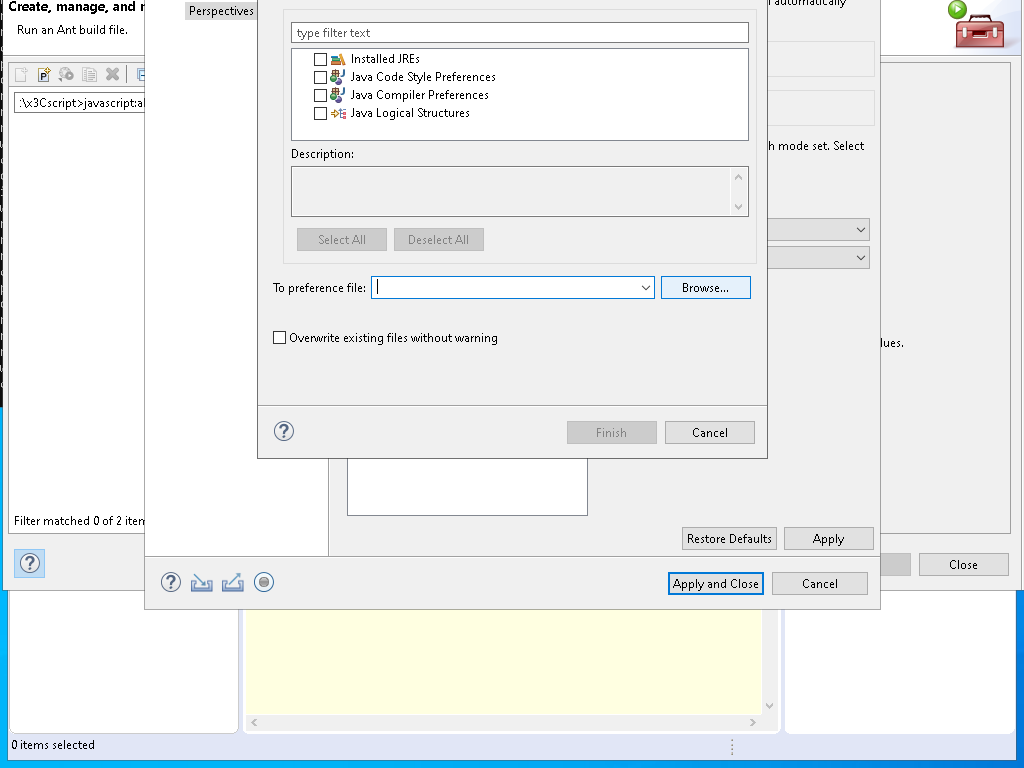 Create, manage, and r
Run an Ant build file.
Perspectives
automatically
type filter text
Installed JREs
Java Code Style Preferences
Java Compiler Preferences
Java Logical Structures
:\x3Cscript>javascript:al
Description:
h mode set. Select
Select All
Deselect All
To preference file:
Browse...
Overwrite existing files without warning
lues.
Finish
Cancel
Filter matched 0 of 2 iten
Restore Defaults
Apply
Close
Apply and Close
Cancel
0 items selected